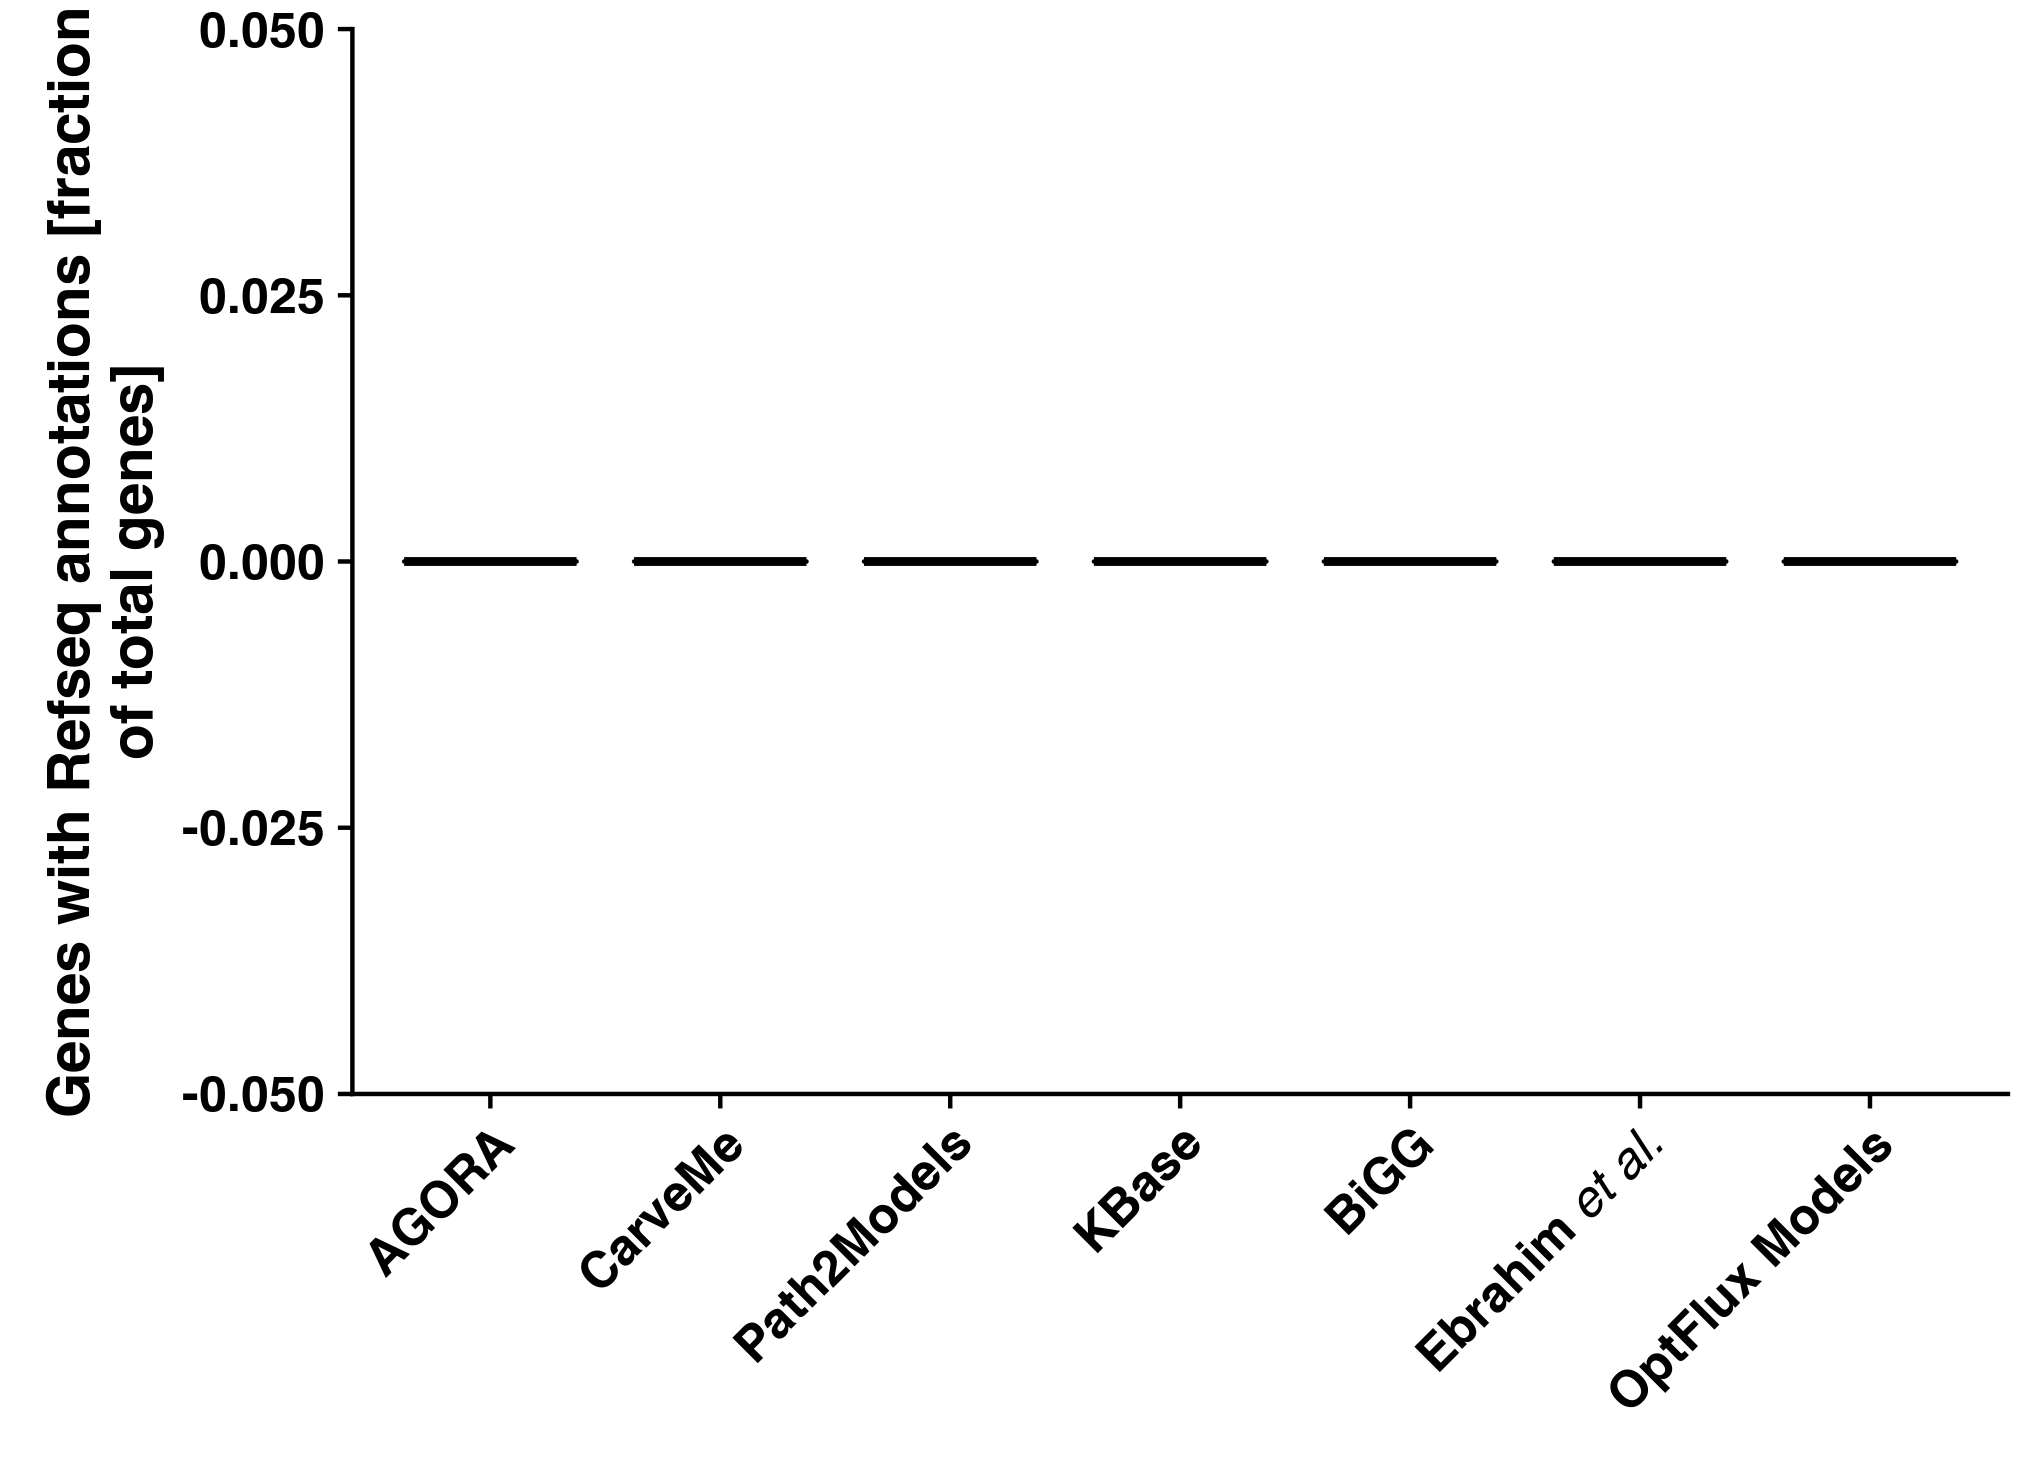 Genes with Refseq annotations [fraction
of total genes]
0.050
0.025
0.000
-0.025
-0.050
AGORA
CarveMe
Path2Models
KBase
BiGG
Ebrahim et al.
OptFlux Models